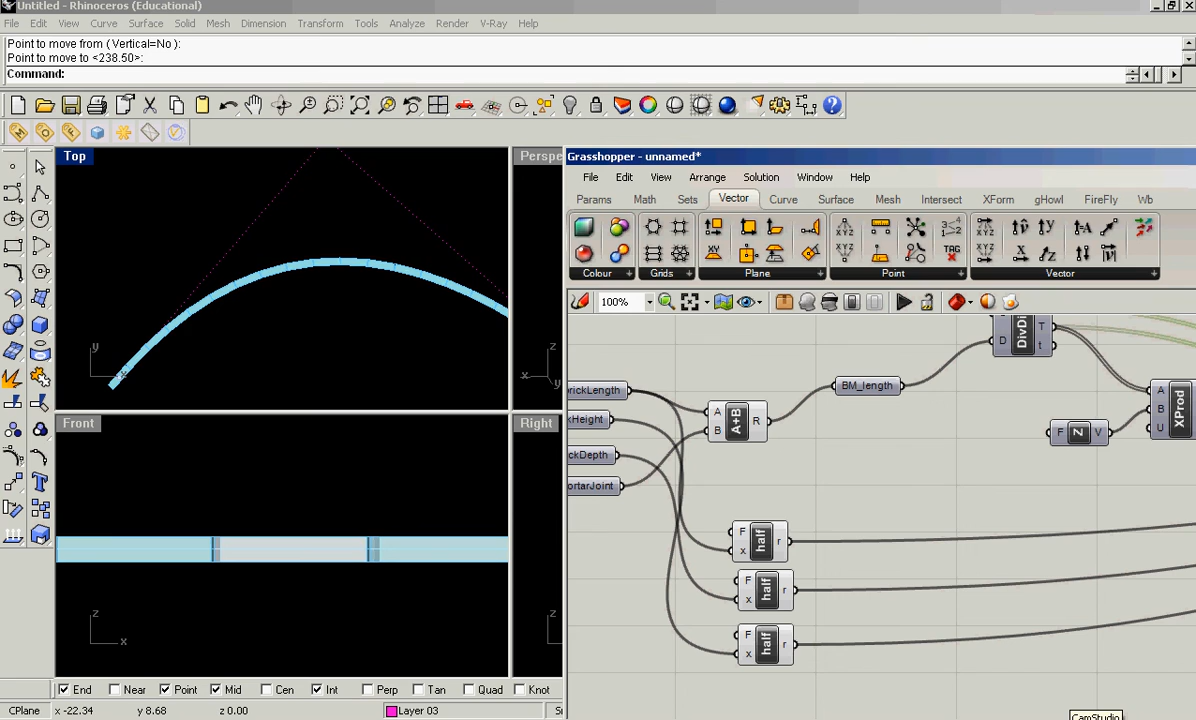 Untitled - Rhinoceros (Educational)
File Edit View Curve Surface Solid Mesh Dimension Transform Tools Analyze Render V-Ray Help
Point to move from ( Vertical=No ):
Point to move to <238.50>:
Command:
Top
Perspe
Grasshopper - unnamed*
File Edit View Arrange Solution Window Help
Params Math Sets Vector Curve Surface Mesh Intersect XForm gHowl FireFly Wb
TAG
Colour Grids Plane Point Vector
100%
y
x
z
x
y
DivDi
T
D
t
brickLength
BM_length
A
XProd
kHeight
A
A+B
R
B
B
F
Z
V
U
ckDepth
ortarJoint
Front
Right
F
half
r
x
F
half
r
x
F
half
r
x
z
x
z
End Near Point Mid Cen Int Perp Tan Quad Knot
CPlane x -22.34 y 8.68 z 0.00 Layer 03
CamStudio